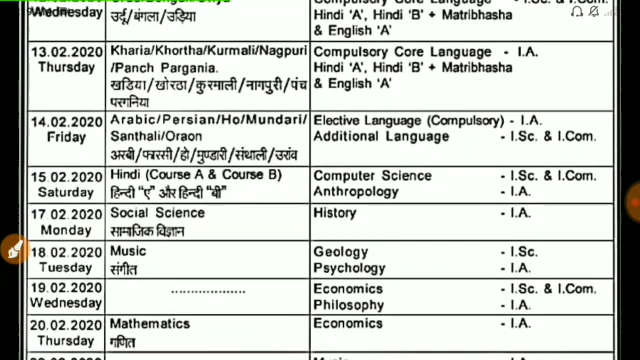 Wednesday
उर्दू/बंगला/उड़िया
Hindi 'A', Hindi 'B' + Matribhasha
& English 'A'
13.02.2020
Thursday
Kharia/Khortha/Kurmali/Nagpuri
/Panch Pargania.
खड़िया/खोरठा/कुरमाली/नागपुरी/पंच
परगनिया
Compulsory Core Language - I.A.
Hindi 'A', Hindi 'B' + Matribhasha
& English 'A'
14.02.2020
Friday
Arabic/Persian/Ho/Mundari/
Santhali/Oraon
अरबी/फारसी/हो/मुण्डारी/संथाली/उरांव
Elective Language (Compulsory) - I.A.
Additional Language - I.Sc. & I.Com.
15 02.2020
Saturday
Hindi (Course A & Course B)
हिन्दी "ए" और हिन्दी "बी"
Computer Science - I.Sc. & I.Com.
Anthropology - I.A.
17 02.2020
Monday
Social Science
सामाजिक विज्ञान
History - I.A.
18 02.2020
Tuesday
Music
संगीत
Geology - I.Sc.
Psychology - I.A.
19.02.2020
Wednesday
...................
Economics - I.Sc. & I.Com.
Philosophy - I.A.
20.02.2020
Thursday
Mathematics
गणित
Economics - I.A.